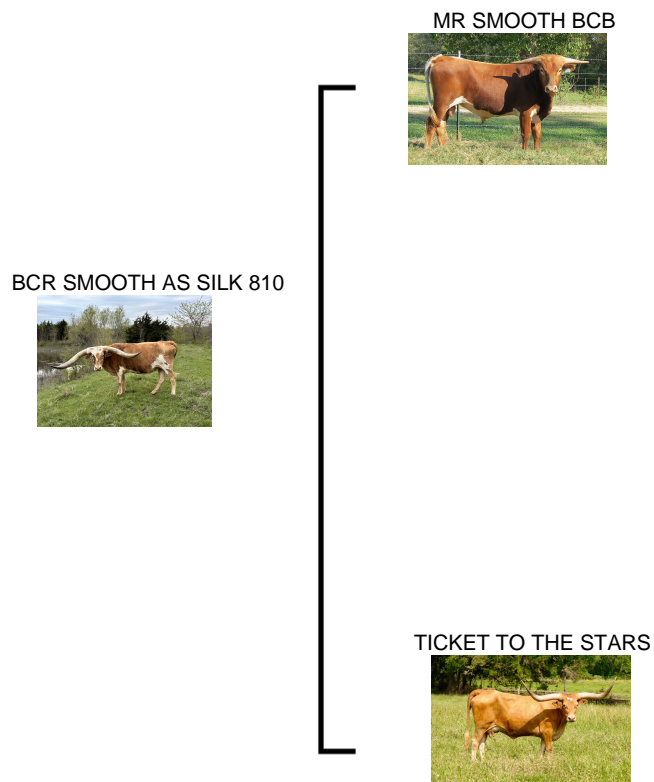 MR SMOOTH BCB
BCR SMOOTH AS SILK 810
TICKET TO THE STARS